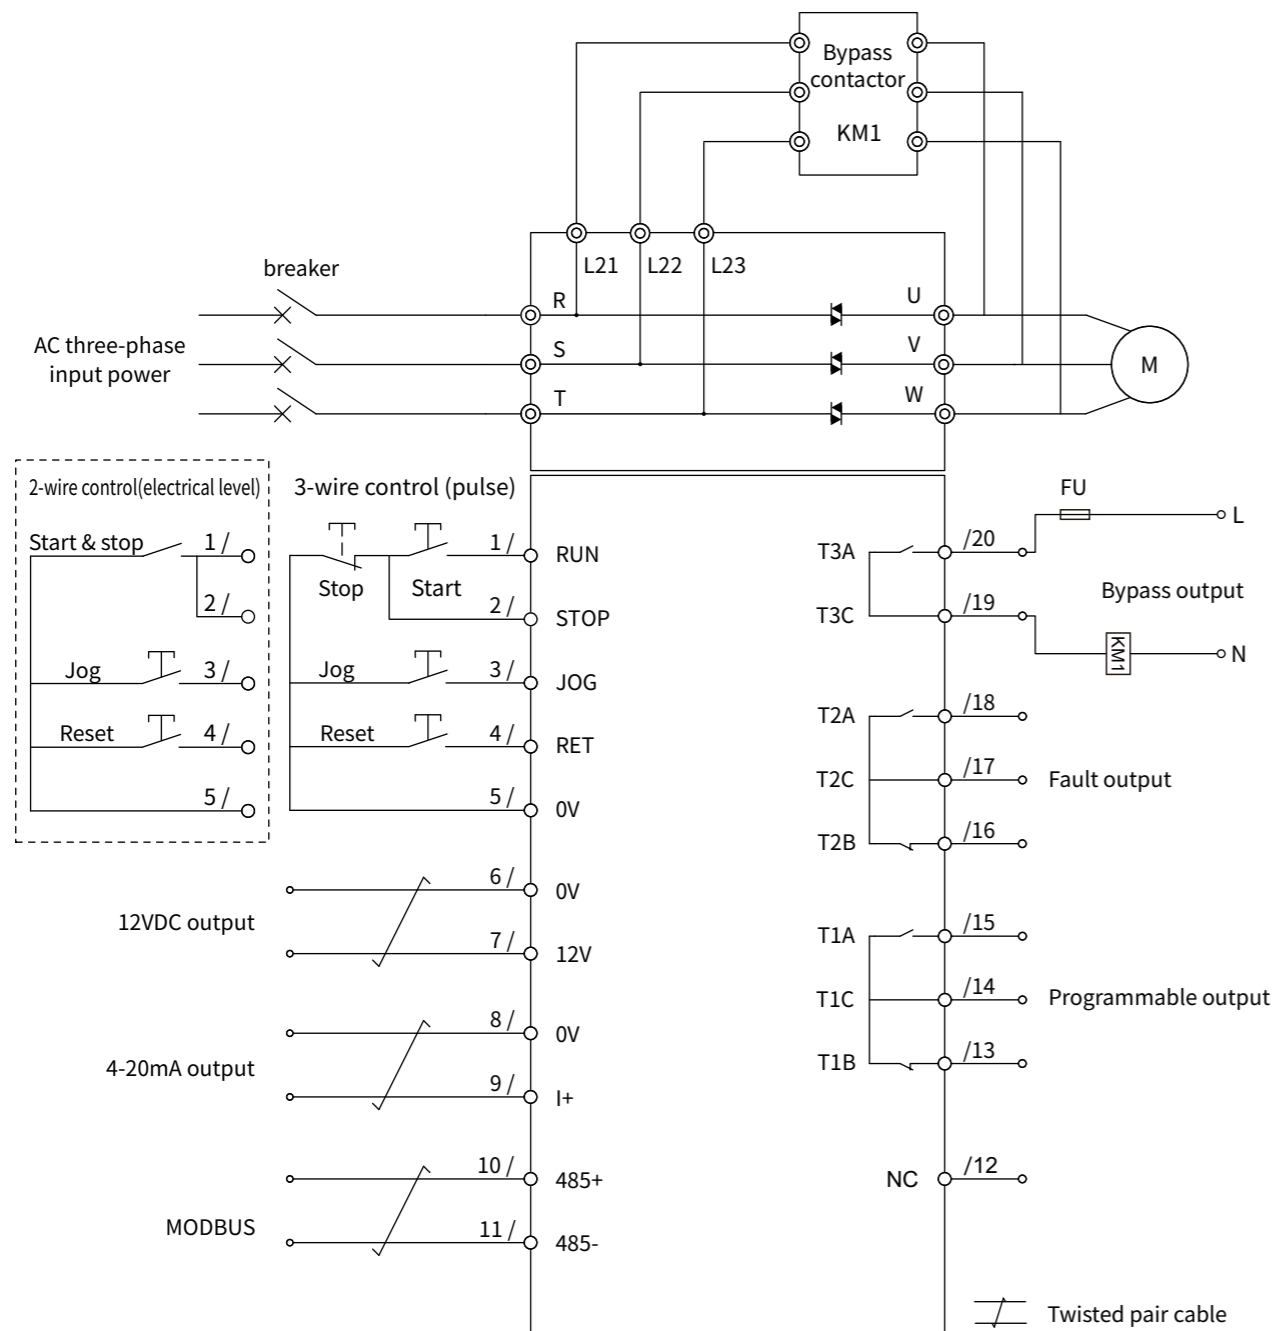 Bypass
contactor
KM1
L21 L22 L23
breaker
R
U
AC three-phase
input power
S
V
M
T
W
2-wire control(electrical level)
Start & stop
1 /
2 /
Jog
3 /
Reset
4 /
5 /
3-wire control (pulse)
Stop
Start
1 /
RUN
2 /
STOP
Jog
3 /
JOG
Reset
4 /
RET
5 /
0V
12VDC output
6 /
0V
7 /
12V
4-20mA output
8 /
0V
9 /
I+
MODBUS
10 /
485+
11 /
485-
FU
L
T3A
/20
Bypass output
T3C
/19
KM1
N
T2A
/18
T2C
/17
Fault output
T2B
/16
T1A
/15
T1C
/14
Programmable output
T1B
/13
NC
/12
Twisted pair cable